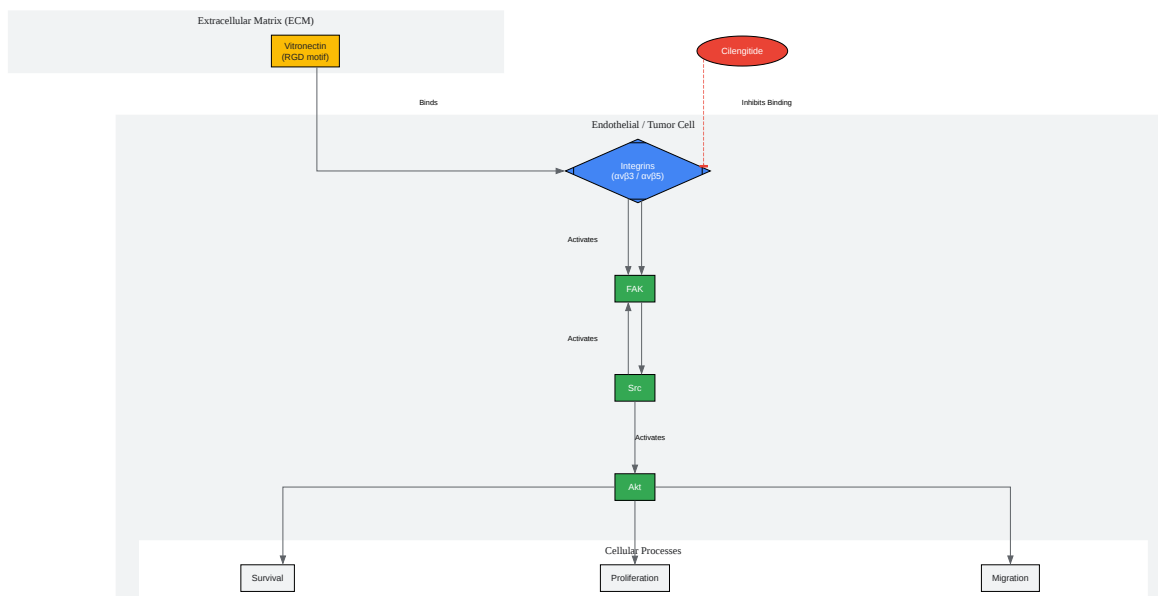 Extracellular Matrix (ECM)
Vitronectin
(RGD motif)
Cilengitide
Binds
Inhibits Binding
Endothelial / Tumor Cell
Integrins
(αvβ3 / αvβ5)
Activates
FAK
Activates
Src
Activates
Akt
Cellular Processes
Survival
Proliferation
Migration